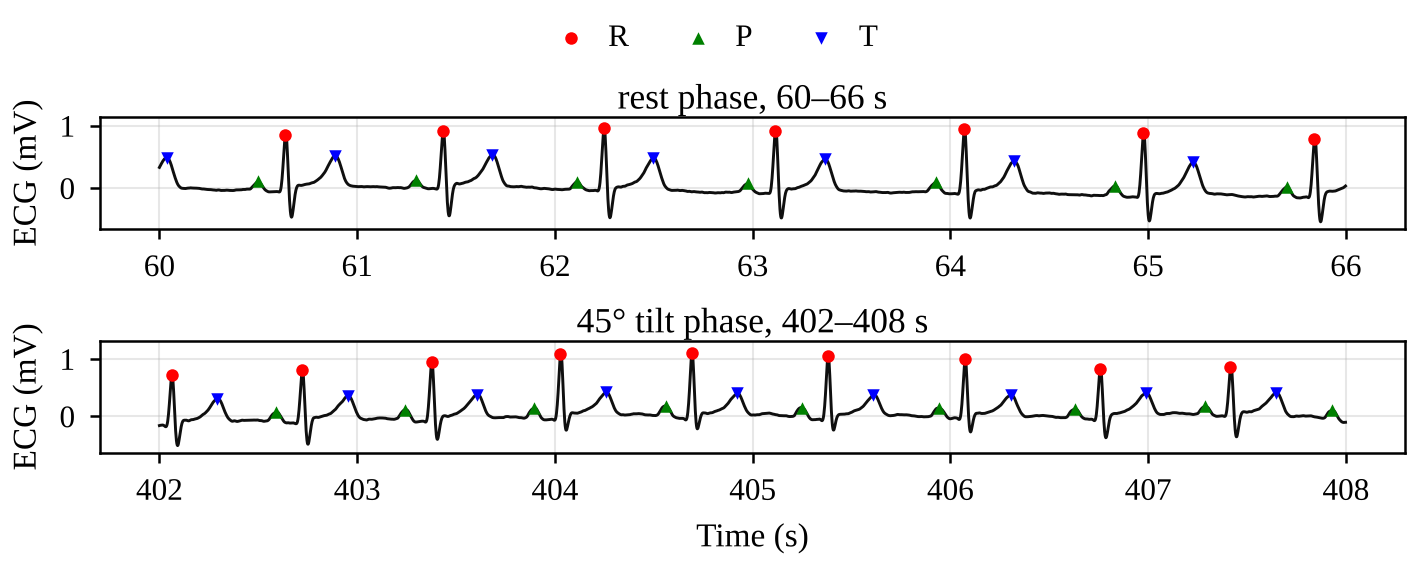 R P T
rest phase, 60–66 s
ECG (mV)
1
0
60 61 62 63 64 65 66
45° tilt phase, 402–408 s
ECG (mV)
1
0
402 403 404 405 406 407 408
Time (s)